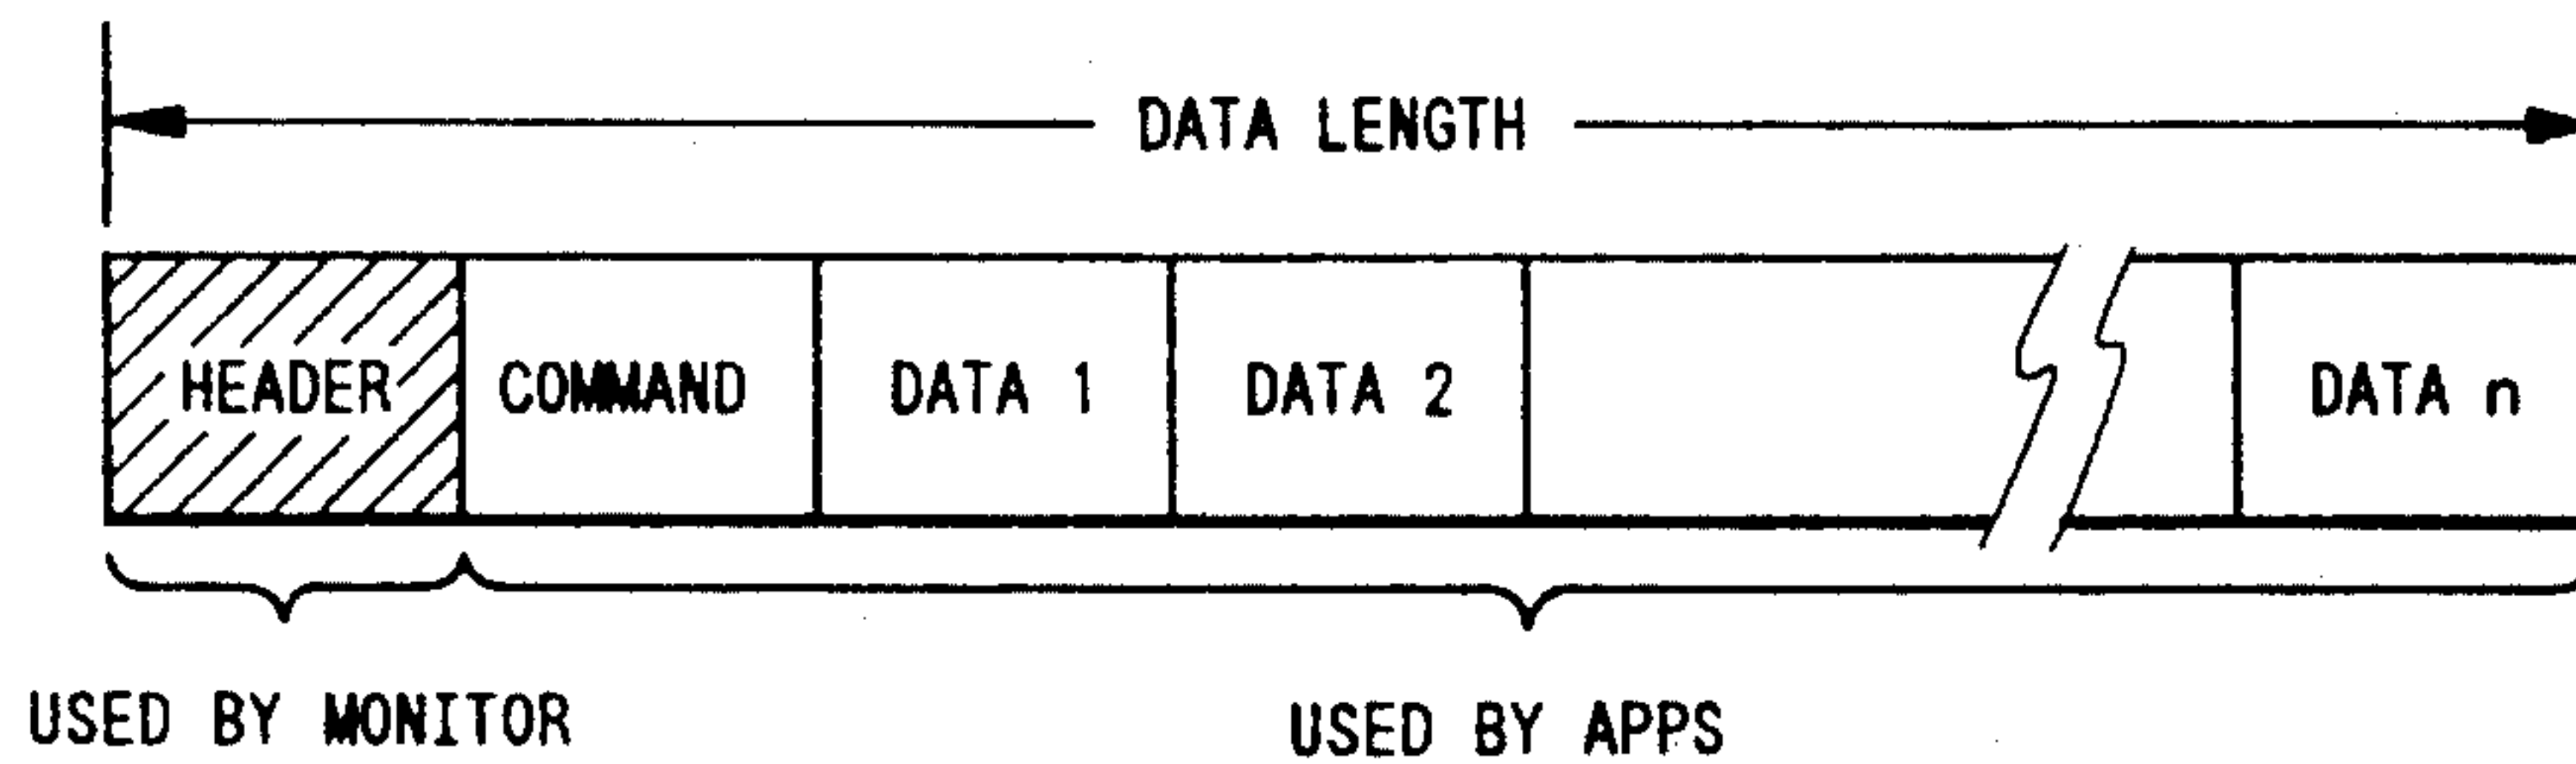 DATA LENGTH
HEADER COMMAND DATA 1 DATA 2 DATA n
USED BY MONITOR USED BY APPS